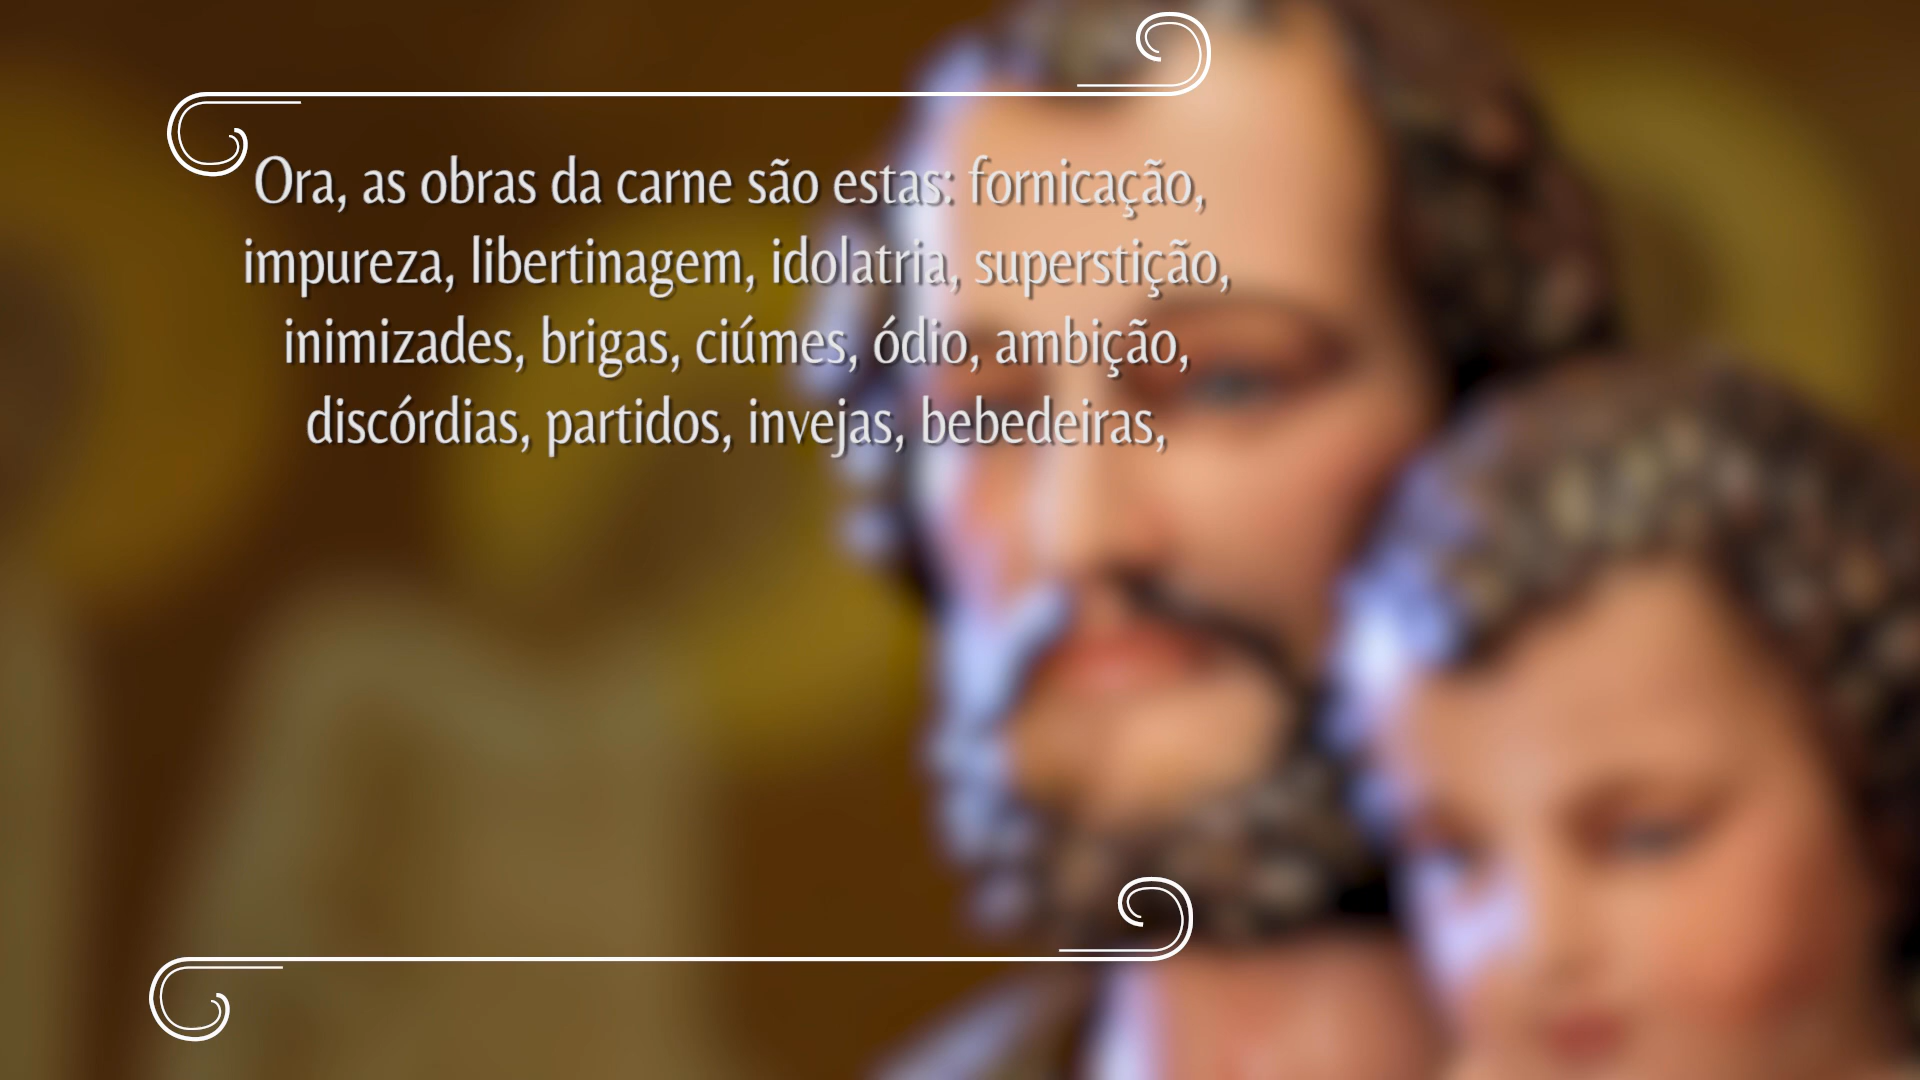 Ora, as obras da carne são estas: fornicação,
impureza, libertinagem, idolatria, superstição,
inimizades, brigas, ciúmes, ódio, ambição,
discórdias, partidos, invejas, bebedeiras,